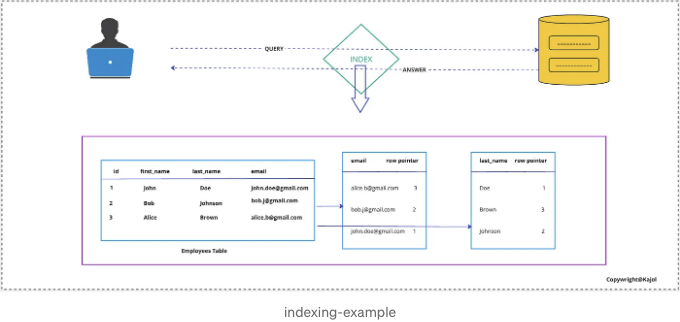 QUERY
INDEX
ANSWER
id first_name last_name email
1 John Doe john.doe@gmail.com
2 Bob Johnson bob.j@gmail.com
3 Alice Brown alice.b@gmail.com
Employees Table
email row pointer
alice.b@gmail.com 3
bob.j@gmail.com 2
john.doe@gmail.com 1
last_name row pointer
Doe 1
Brown 3
Johnson 2
Copywright@Kajol
indexing-example